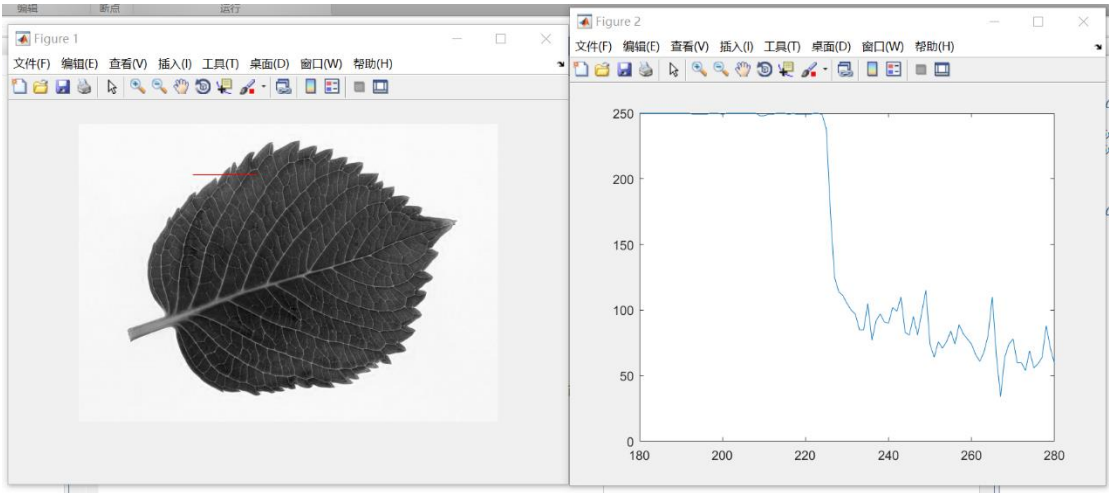 编辑 断点 运行
Figure 1
文件(F) 编辑(E) 查看(V) 插入(I) 工具(T) 桌面(D) 窗口(W) 帮助(H)
Figure 2
文件(F) 编辑(E) 查看(V) 插入(I) 工具(T) 桌面(D) 窗口(W) 帮助(H)
250
200
150
100
50
0
180 200 220 240 260 280